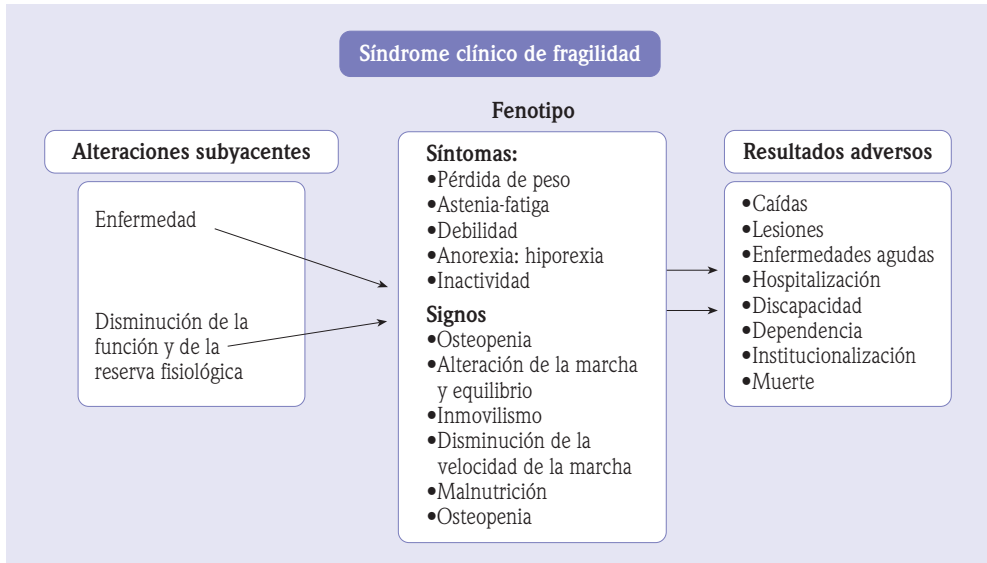 Síndrome clínico de fragilidad
Alteraciones subyacentes
Enfermedad
Disminución de la
función y de la
reserva fisiológica
Fenotipo
Síntomas:
•Pérdida de peso
•Astenia-fatiga
•Debilidad
•Anorexia: hiporexia
•Inactividad
Signos
•Osteopenia
•Alteración de la marcha
y equilibrio
•Inmovilismo
•Disminución de la
velocidad de la marcha
•Malnutrición
•Osteopenia
Resultados adversos
•Caídas
•Lesiones
•Enfermedades agudas
•Hospitalización
•Discapacidad
•Dependencia
•Institucionalización
•Muerte